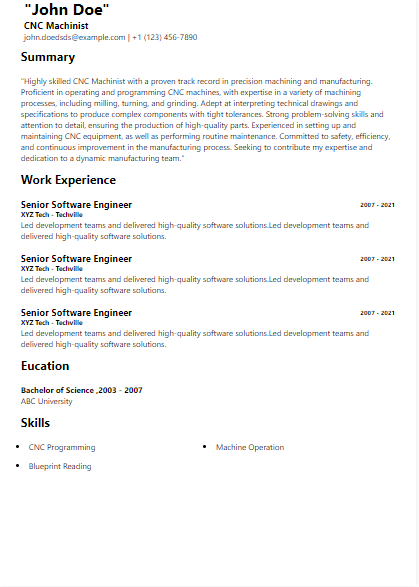 "John Doe"
CNC Machinist
john.doedsds@example.com | +1 (123) 456-7890
Summary
"Highly skilled CNC Machinist with a proven track record in precision machining and manufacturing.
Proficient in operating and programming CNC machines, with expertise in a variety of machining
processes, including milling, turning, and grinding. Adept at interpreting technical drawings and
specifications to produce complex components with tight tolerances. Strong problem-solving skills and
attention to detail, ensuring the production of high-quality parts. Experienced in setting up and
maintaining CNC equipment, as well as performing routine maintenance. Committed to safety, efficiency,
and continuous improvement in the manufacturing process. Seeking to contribute my expertise and
dedication to a dynamic manufacturing team."
Work Experience
Senior Software Engineer 2007 - 2021
XYZ Tech - Techville
Led development teams and delivered high-quality software solutions.Led development teams and
delivered high-quality software solutions.
Senior Software Engineer 2007 - 2021
XYZ Tech - Techville
Led development teams and delivered high-quality software solutions.Led development teams and
delivered high-quality software solutions.
Senior Software Engineer 2007 - 2021
XYZ Tech - Techville
Led development teams and delivered high-quality software solutions.Led development teams and
delivered high-quality software solutions.
Eucation
Bachelor of Science ,2003 - 2007
ABC University
Skills
• CNC Programming • Machine Operation
• Blueprint Reading